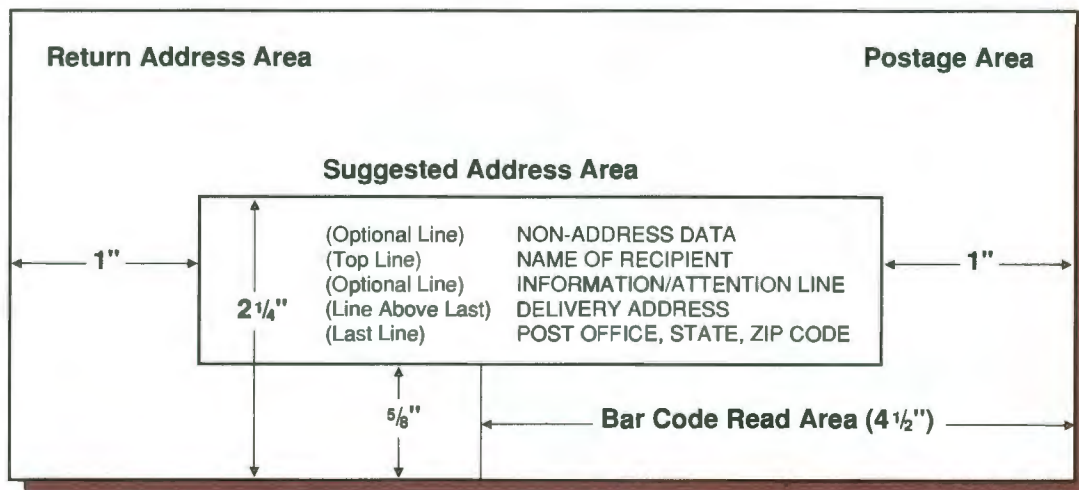 Return Address Area
Postage Area
Suggested Address Area
(Optional Line) NON-ADDRESS DATA
(Top Line) NAME OF RECIPIENT
1"
1"
(Optional Line) INFORMATION/ATTENTION LINE
2 1/4"
(Line Above Last) DELIVERY ADDRESS
(Last Line) POST OFFICE, STATE, ZIP CODE
5/8"
Bar Code Read Area (4 1/2")